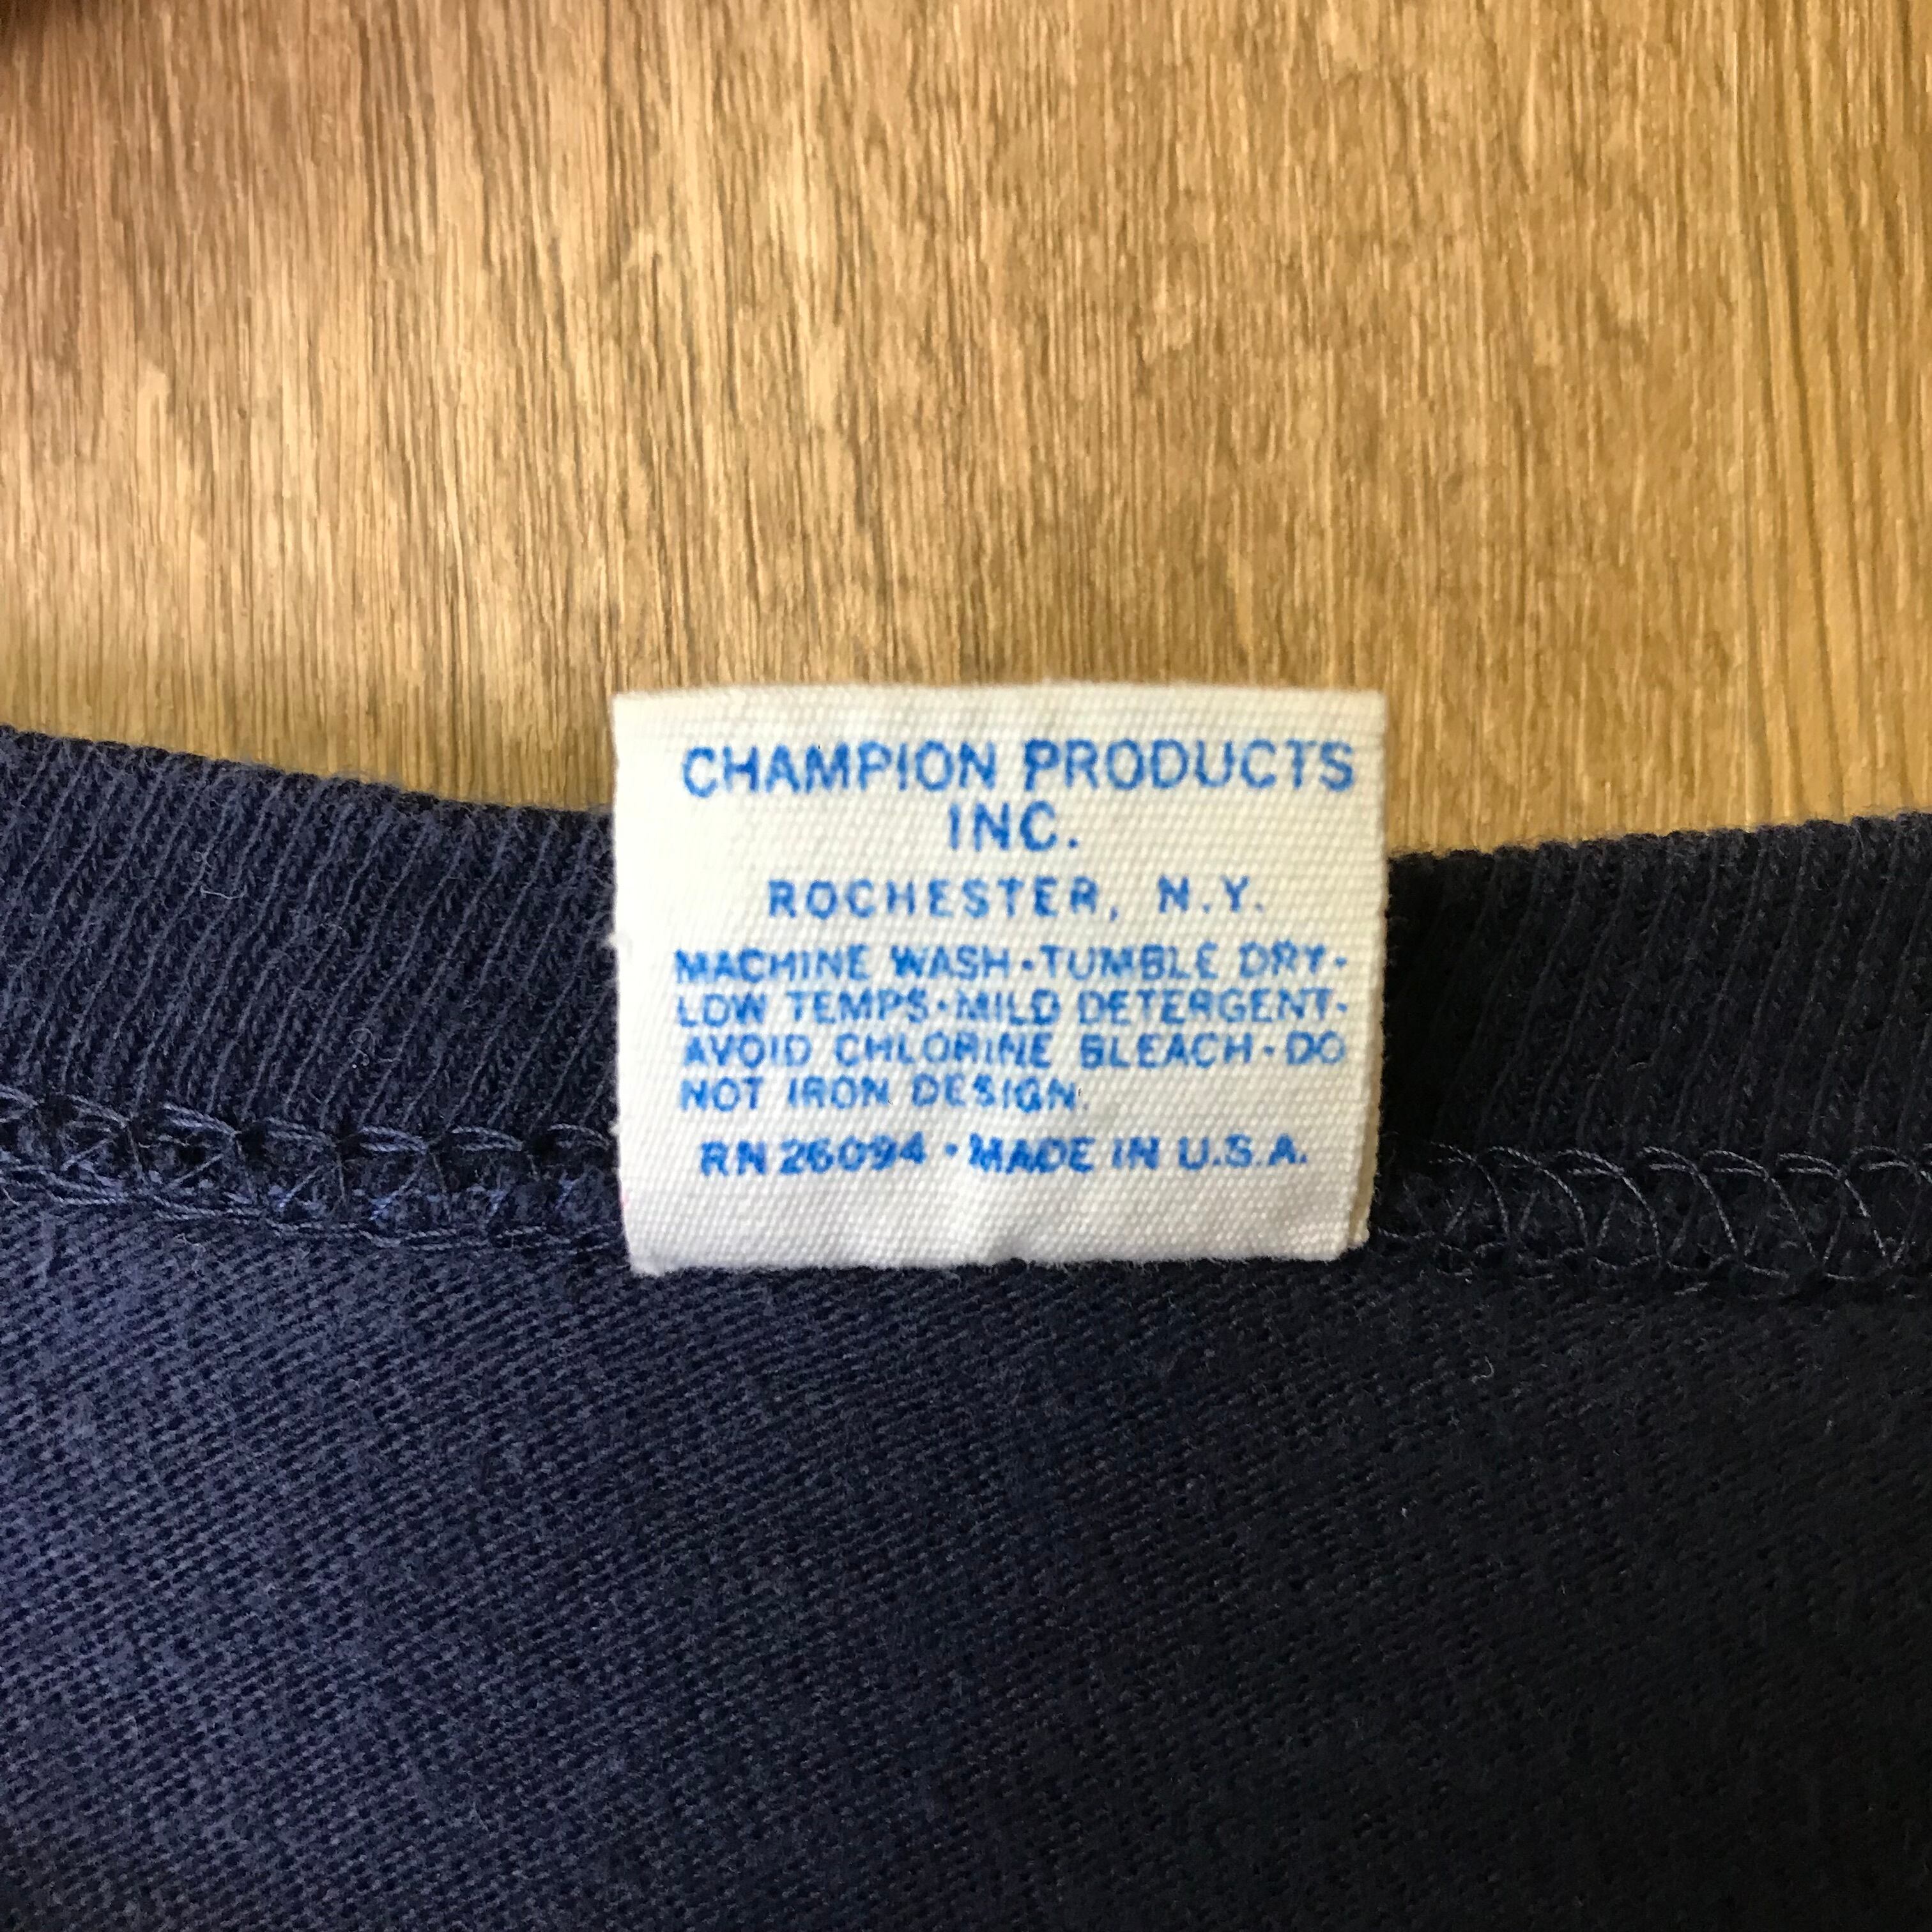 CHAMPION PRODUCTS
INC.
ROCHESTER, N.Y.
MACHINE WASH•TUMBLE DRY•
LOW TEMPS•MILD DETERGENT•
AVOID CHLORINE BLEACH•DO
NOT IRON DESIGN.
RN 26094 • MADE IN U.S.A.